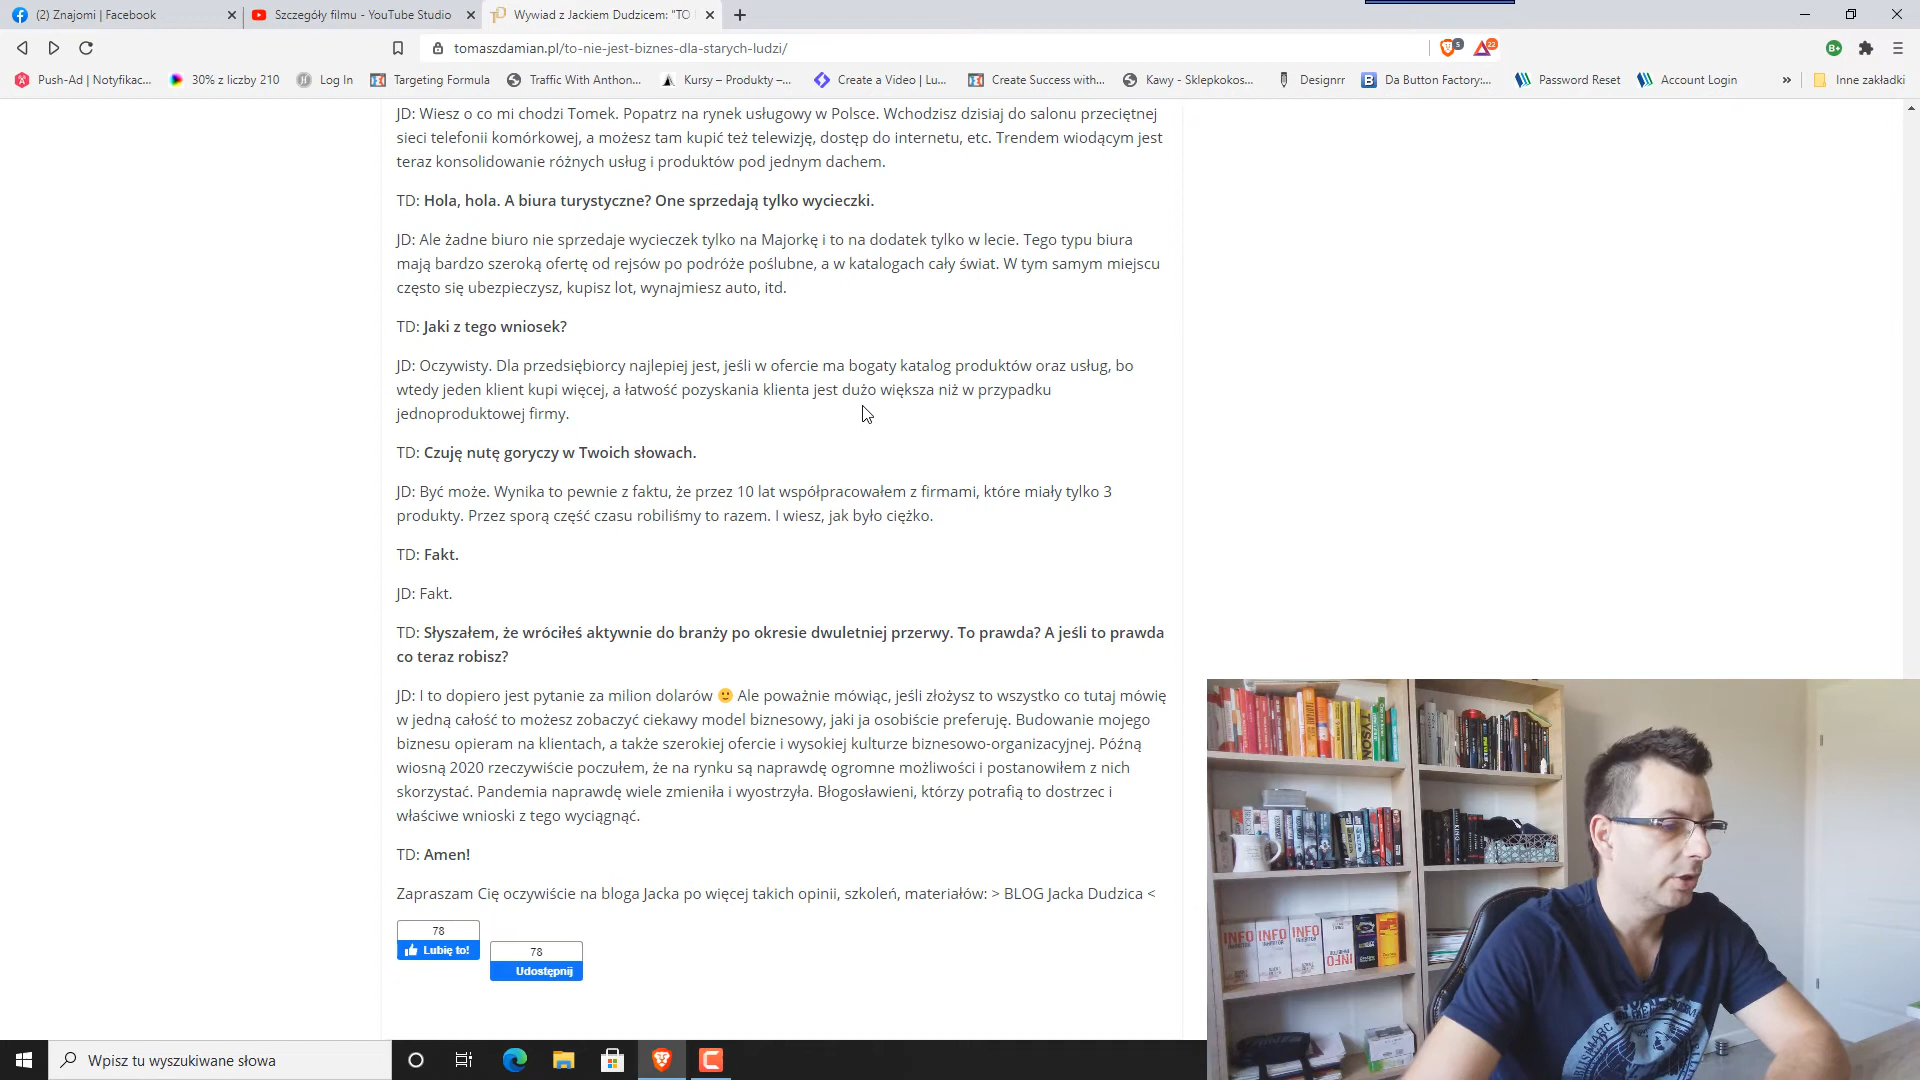 (2) Znajomi | Facebook
Szczegóły filmu - YouTube Studio
Wywiad z Jackiem Dudzicem: "TO
tomaszdamian.pl/to-nie-jest-biznes-dla-starych-ludzi/
5
22
B+
Push-Ad | Notyfikac...
30% z liczby 210
Log In
Targeting Formula
Traffic With Anthon...
Kursy – Produkty –...
Create a Video | Lu...
Create Success with...
Kawy - Sklepkokos...
Designrr
Da Button Factory:...
Password Reset
Account Login
»
Inne zakładki
JD: Wiesz o co mi chodzi Tomek. Popatrz na rynek usługowy w Polsce. Wchodzisz dzisiaj do salonu przeciętnej
sieci telefonii komórkowej, a możesz tam kupić też telewizję, dostęp do internetu, etc. Trendem wiodącym jest
teraz konsolidowanie różnych usług i produktów pod jednym dachem.
TD: Hola, hola. A biura turystyczne? One sprzedają tylko wycieczki.
JD: Ale żadne biuro nie sprzedaje wycieczek tylko na Majorkę i to na dodatek tylko w lecie. Tego typu biura
mają bardzo szeroką ofertę od rejsów po podróże poślubne, a w katalogach cały świat. W tym samym miejscu
często się ubezpieczysz, kupisz lot, wynajmiesz auto, itd.
TD: Jaki z tego wniosek?
JD: Oczywisty. Dla przedsiębiorcy najlepiej jest, jeśli w ofercie ma bogaty katalog produktów oraz usług, bo
wtedy jeden klient kupi więcej, a łatwość pozyskania klienta jest dużo większa niż w przypadku
jednoproduktowej firmy.
TD: Czuję nutę goryczy w Twoich słowach.
JD: Być może. Wynika to pewnie z faktu, że przez 10 lat współpracowałem z firmami, które miały tylko 3
produkty. Przez sporą część czasu robiliśmy to razem. I wiesz, jak było ciężko.
TD: Fakt.
JD: Fakt.
TD: Słyszałem, że wróciłeś aktywnie do branży po okresie dwuletniej przerwy. To prawda? A jeśli to prawda
co teraz robisz?
JD: I to dopiero jest pytanie za milion dolarów 🙂 Ale poważnie mówiąc, jeśli złożysz to wszystko co tutaj mówię
w jedną całość to możesz zobaczyć ciekawy model biznesowy, jaki ja osobiście preferuję. Budowanie mojego
biznesu opieram na klientach, a także szerokiej ofercie i wysokiej kulturze biznesowo-organizacyjnej. Późną
wiosną 2020 rzeczywiście poczułem, że na rynku są naprawdę ogromne możliwości i postanowiłem z nich
skorzystać. Pandemia naprawdę wiele zmieniła i wyostrzyła. Błogosławieni, którzy potrafią to dostrzec i
właściwe wnioski z tego wyciągnąć.
TD: Amen!
Zapraszam Cię oczywiście na bloga Jacka po więcej takich opinii, szkoleń, materiałów: > BLOG Jacka Dudzica <
78
Lubię to!
78
Udostępnij
TYSON
KING
INFO INFO INFO
INFO
Wpisz tu wyszukiwane słowa